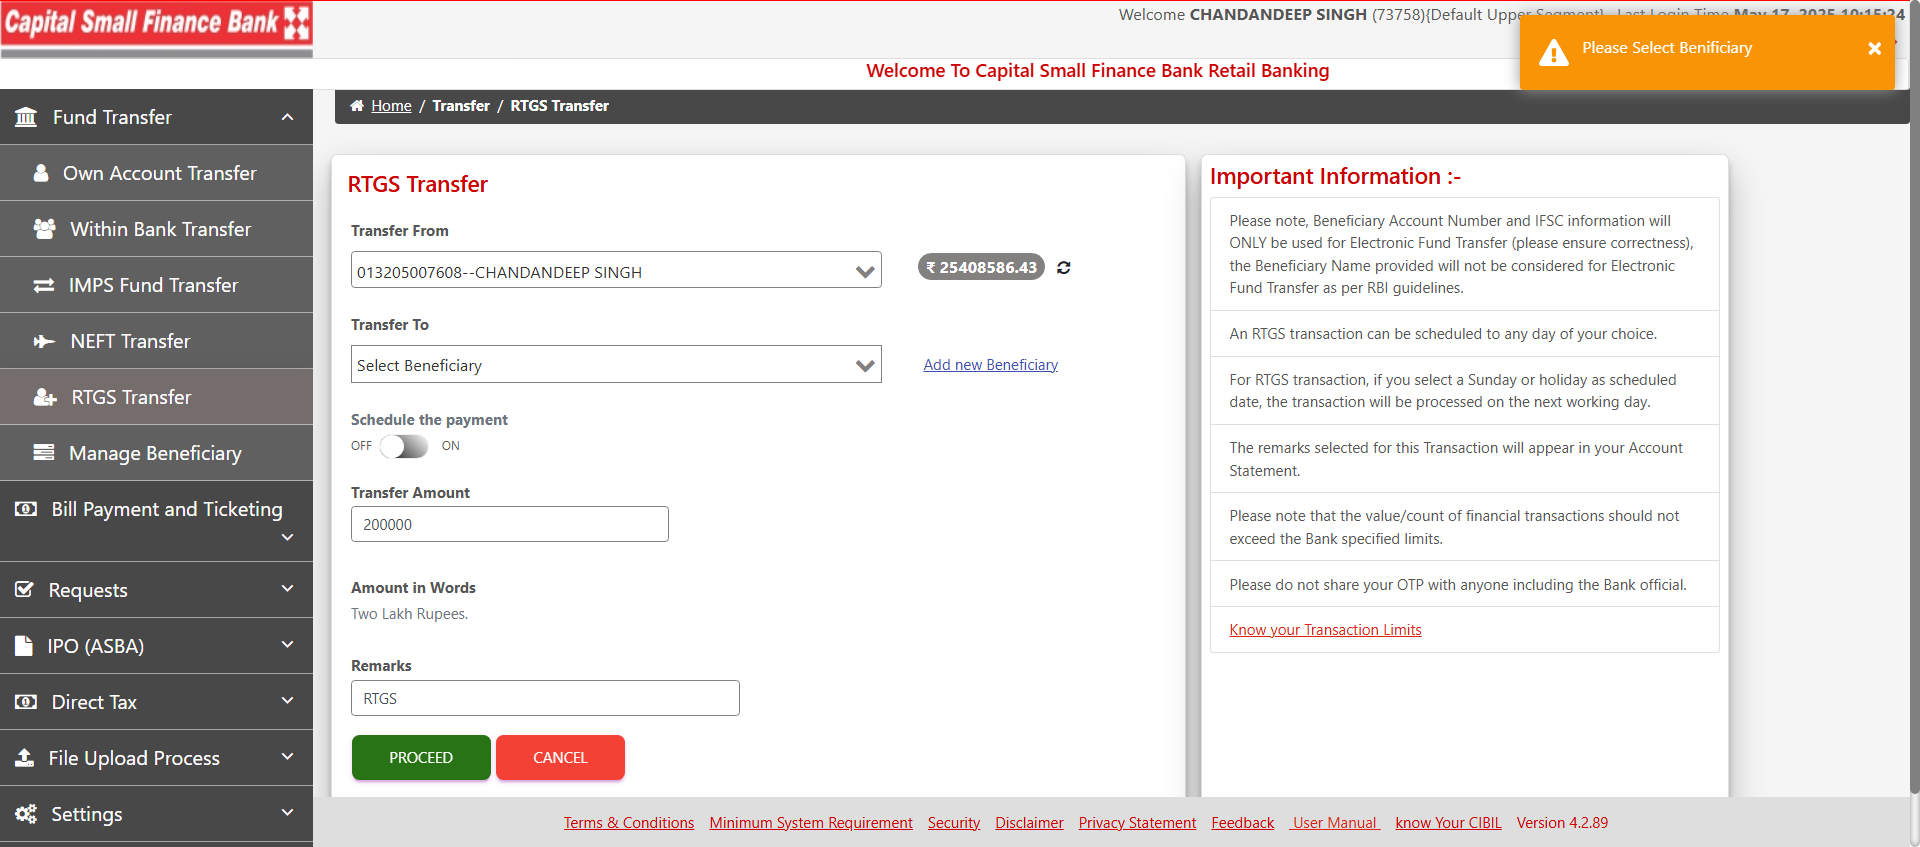 Capital Small Finance Bank
Welcome CHANDANDEEP SINGH (73758){Default Upper Segment} Last Login Time May 17, 2025 10:15:24
Please Select Benificiary
Welcome To Capital Small Finance Bank Retail Banking
Home / Transfer / RTGS Transfer
Fund Transfer
Own Account Transfer
Within Bank Transfer
IMPS Fund Transfer
NEFT Transfer
RTGS Transfer
Manage Beneficiary
Bill Payment and Ticketing
Requests
IPO (ASBA)
Direct Tax
File Upload Process
Settings
RTGS Transfer
Transfer From
013205007608--CHANDANDEEP SINGH
₹ 25408586.43
Transfer To
Select Beneficiary
Add new Beneficiary
Schedule the payment
OFF ON
Transfer Amount
200000
Amount in Words
Two Lakh Rupees.
Remarks
RTGS
PROCEED CANCEL
Important Information :-
Please note, Beneficiary Account Number and IFSC information will
ONLY be used for Electronic Fund Transfer (please ensure correctness),
the Beneficiary Name provided will not be considered for Electronic
Fund Transfer as per RBI guidelines.
An RTGS transaction can be scheduled to any day of your choice.
For RTGS transaction, if you select a Sunday or holiday as scheduled
date, the transaction will be processed on the next working day.
The remarks selected for this Transaction will appear in your Account
Statement.
Please note that the value/count of financial transactions should not
exceed the Bank specified limits.
Please do not share your OTP with anyone including the Bank official.
Know your Transaction Limits
Terms & Conditions Minimum System Requirement Security Disclaimer Privacy Statement Feedback User Manual know Your CIBIL Version 4.2.89